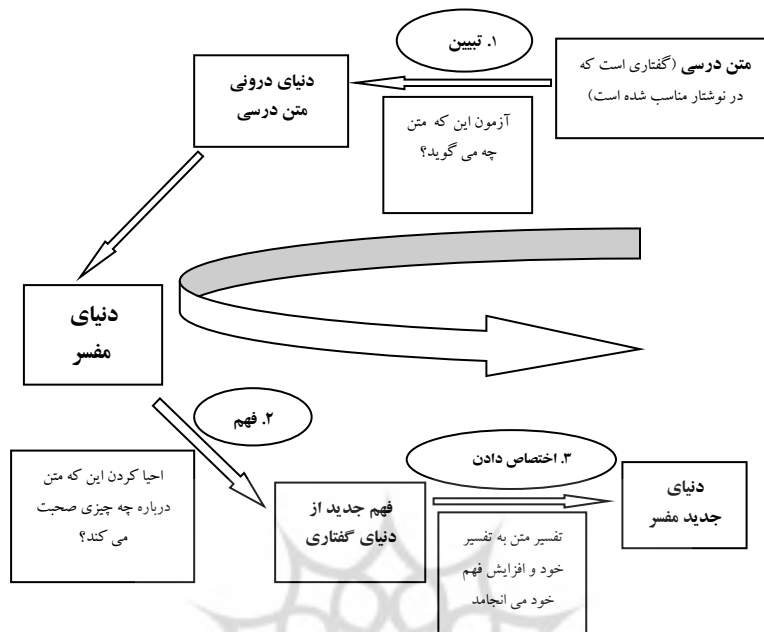 ۱. تبیین
متن درسی (گفتاری است که
در نوشتار مناسب شده است)
دنیای درونی
متن درسی
آزمون این که متن
چه می گوید؟
دنیای
مفسر
۲. فهم
احیا کردن این که متن
درباره چه چیزی صحبت
می کند؟
فهم جدید از
دنیای گفتاری
۳. اختصاص دادن
تفسیر متن به تفسیر
خود و افزایش فهم
خود می انجامد
دنیای
جدید مفسر